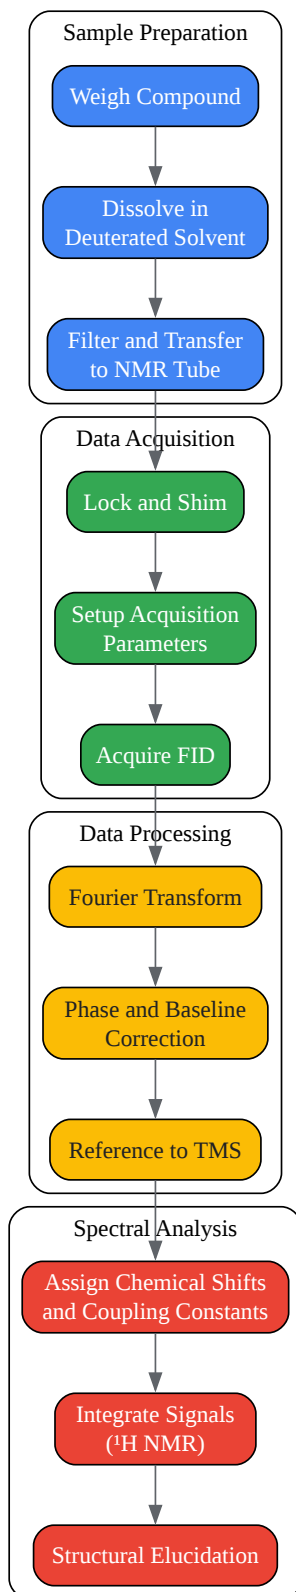 Sample Preparation
Weigh Compound
Dissolve in
Deuterated Solvent
Filter and Transfer
to NMR Tube
Data Acquisition
Lock and Shim
Setup Acquisition
Parameters
Acquire FID
Data Processing
Fourier Transform
Phase and Baseline
Correction
Reference to TMS
Spectral Analysis
Assign Chemical Shifts
and Coupling Constants
Integrate Signals
(¹H NMR)
Structural Elucidation